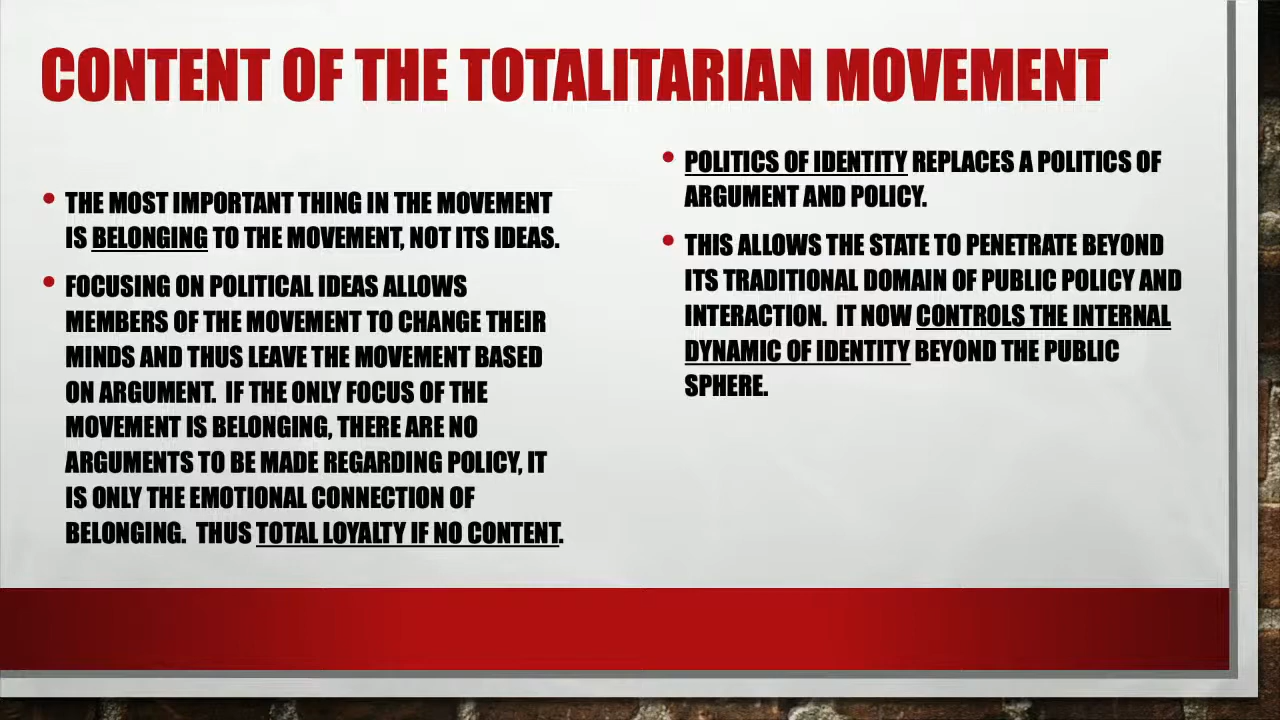 CONTENT OF THE TOTALITARIAN MOVEMENT
• THE MOST IMPORTANT THING IN THE MOVEMENT
IS BELONGING TO THE MOVEMENT, NOT ITS IDEAS.
• FOCUSING ON POLITICAL IDEAS ALLOWS
MEMBERS OF THE MOVEMENT TO CHANGE THEIR
MINDS AND THUS LEAVE THE MOVEMENT BASED
ON ARGUMENT. IF THE ONLY FOCUS OF THE
MOVEMENT IS BELONGING, THERE ARE NO
ARGUMENTS TO BE MADE REGARDING POLICY, IT
IS ONLY THE EMOTIONAL CONNECTION OF
BELONGING. THUS TOTAL LOYALTY IF NO CONTENT.
• POLITICS OF IDENTITY REPLACES A POLITICS OF
ARGUMENT AND POLICY.
• THIS ALLOWS THE STATE TO PENETRATE BEYOND
ITS TRADITIONAL DOMAIN OF PUBLIC POLICY AND
INTERACTION. IT NOW CONTROLS THE INTERNAL
DYNAMIC OF IDENTITY BEYOND THE PUBLIC
SPHERE.